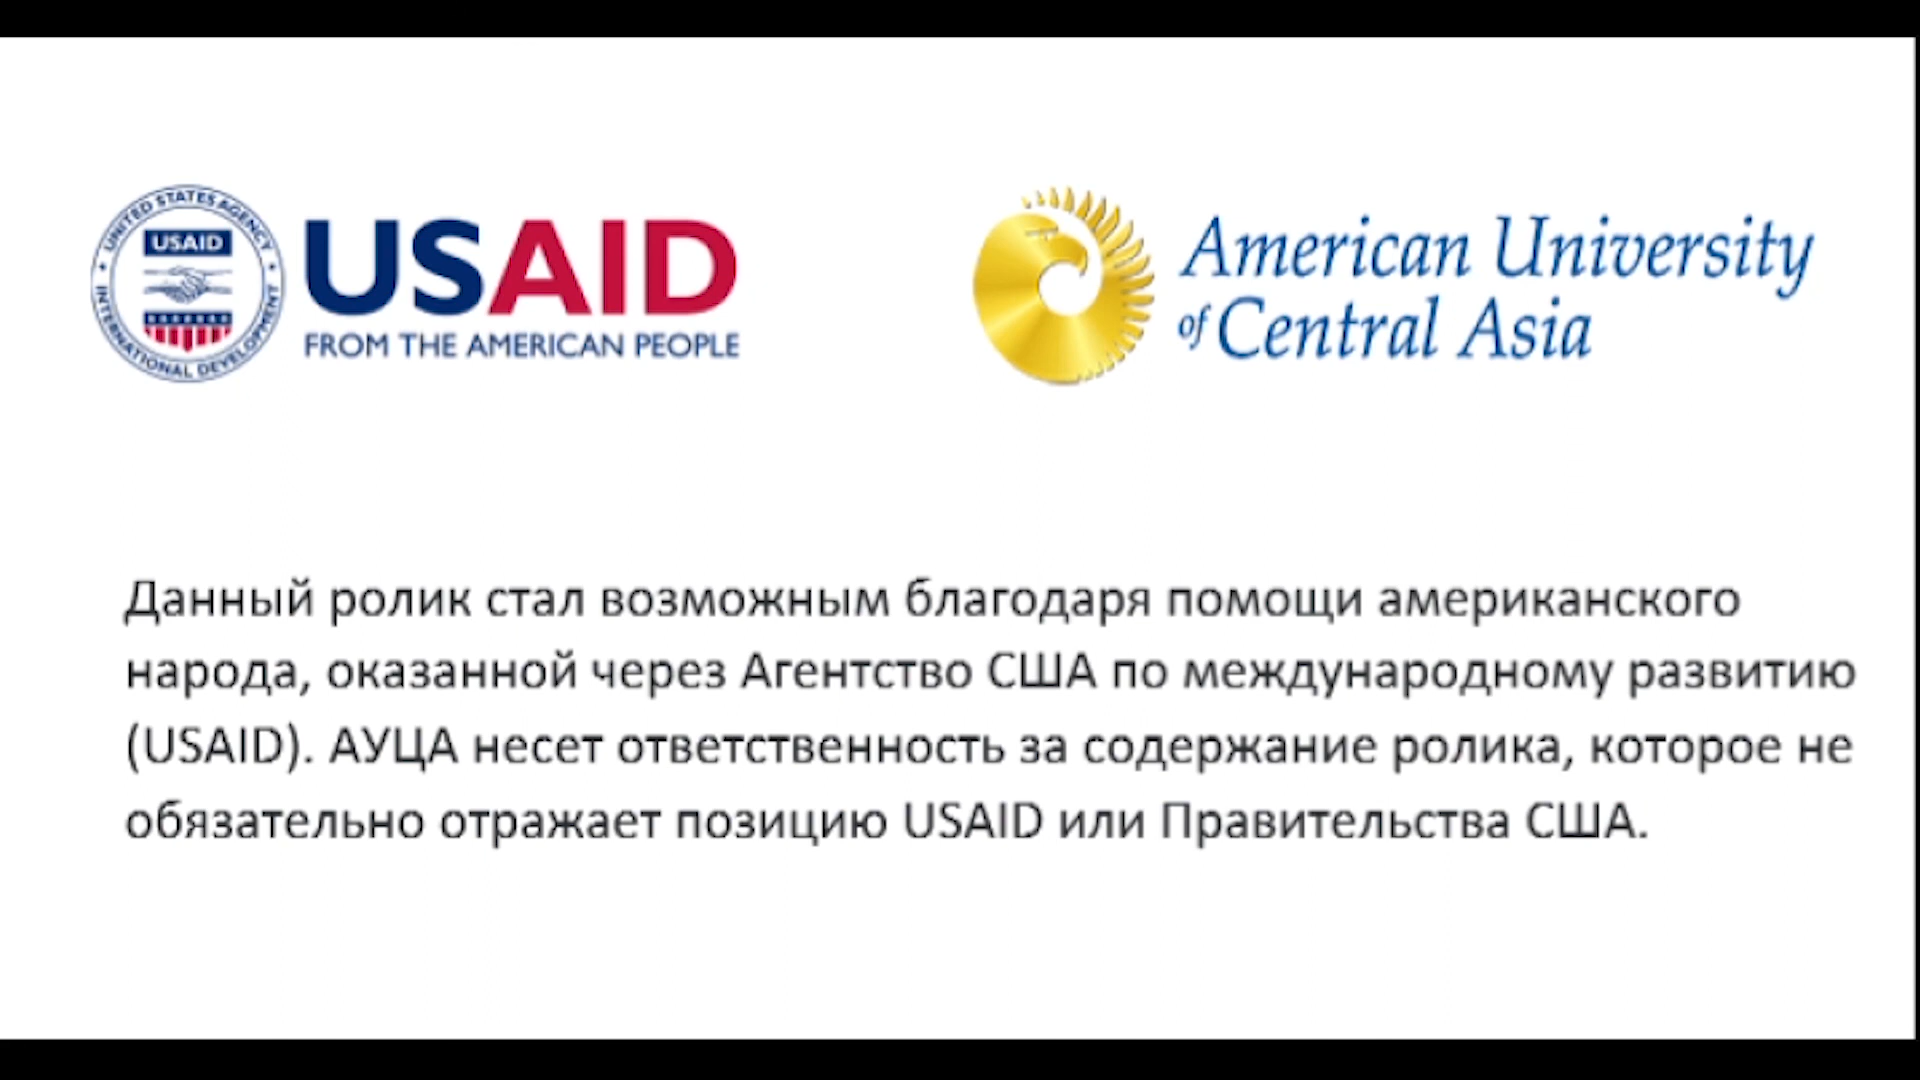 UNITED STATES AGENCY
USAID
INTERNATIONAL DEVELOPMENT
USAID
FROM THE AMERICAN PEOPLE
American University
of Central Asia
Данный ролик стал возможным благодаря помощи американского
народа, оказанной через Агентство США по международному развитию
(USAID). АУЦА несет ответственность за содержание ролика, которое не
обязательно отражает позицию USAID или Правительства США.